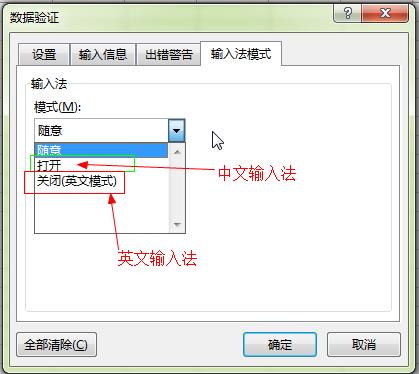 数据验证
设置 输入信息 出错警告 输入法模式
输入法
模式(M):
随意
随意
打开
关闭(英文模式)
中文输入法
英文输入法
全部清除(C) 确定 取消